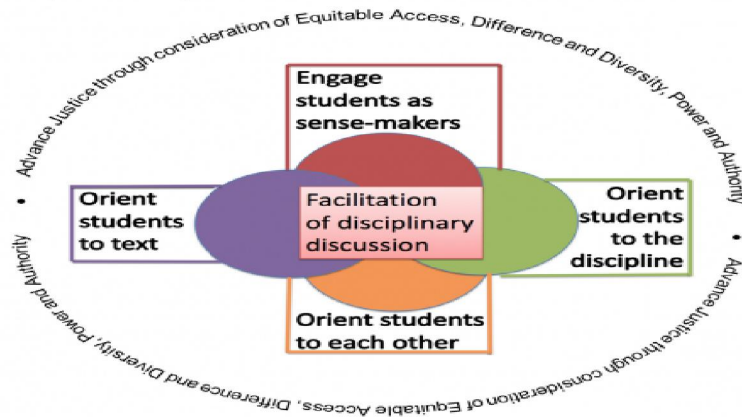 Advance Justice through consideration of Equitable Access, Difference and Diversity, Power and Authority
Engage
students as
sense-makers
Orient
students
to text
Facilitation
of disciplinary
discussion
Orient
students
to the
discipline
Orient students
to each other
Advance Justice through consideration of Equitable Access, Difference and Diversity, Power and Authority